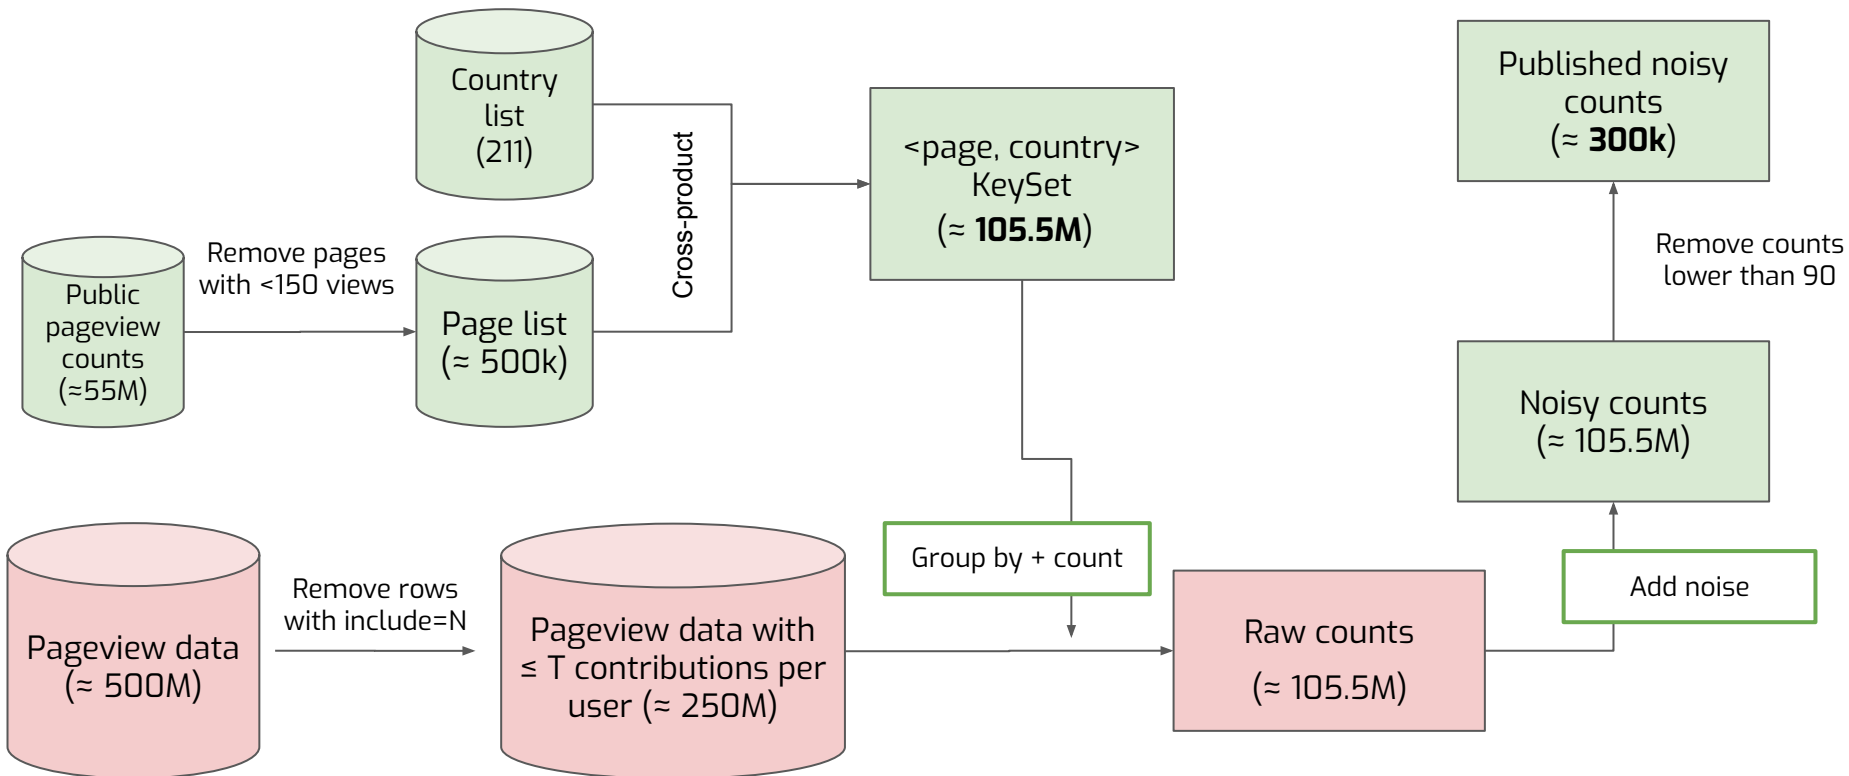 Country
list
(211)
Public
pageview
counts
(≈55M)
Remove pages
with <150 views
Page list
(≈ 500k)
Cross-product
<page, country>
KeySet
(≈ 105.5M)
Pageview data
(≈ 500M)
Remove rows
with include=N
Pageview data with
≤ T contributions per
user (≈ 250M)
Group by + count
Raw counts
(≈ 105.5M)
Add noise
Noisy counts
(≈ 105.5M)
Remove counts
lower than 90
Published noisy
counts
(≈ 300k)